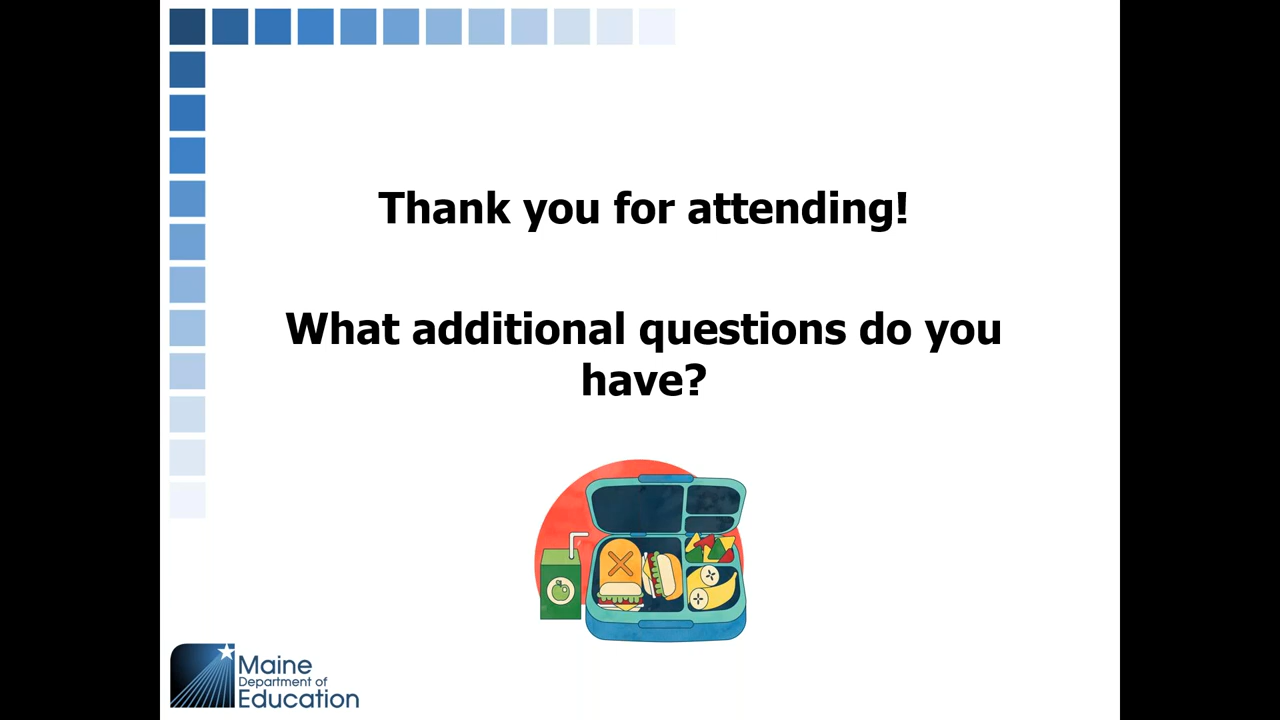 Thank you for attending!
What additional questions do you
have?
Maine
Department of
Education